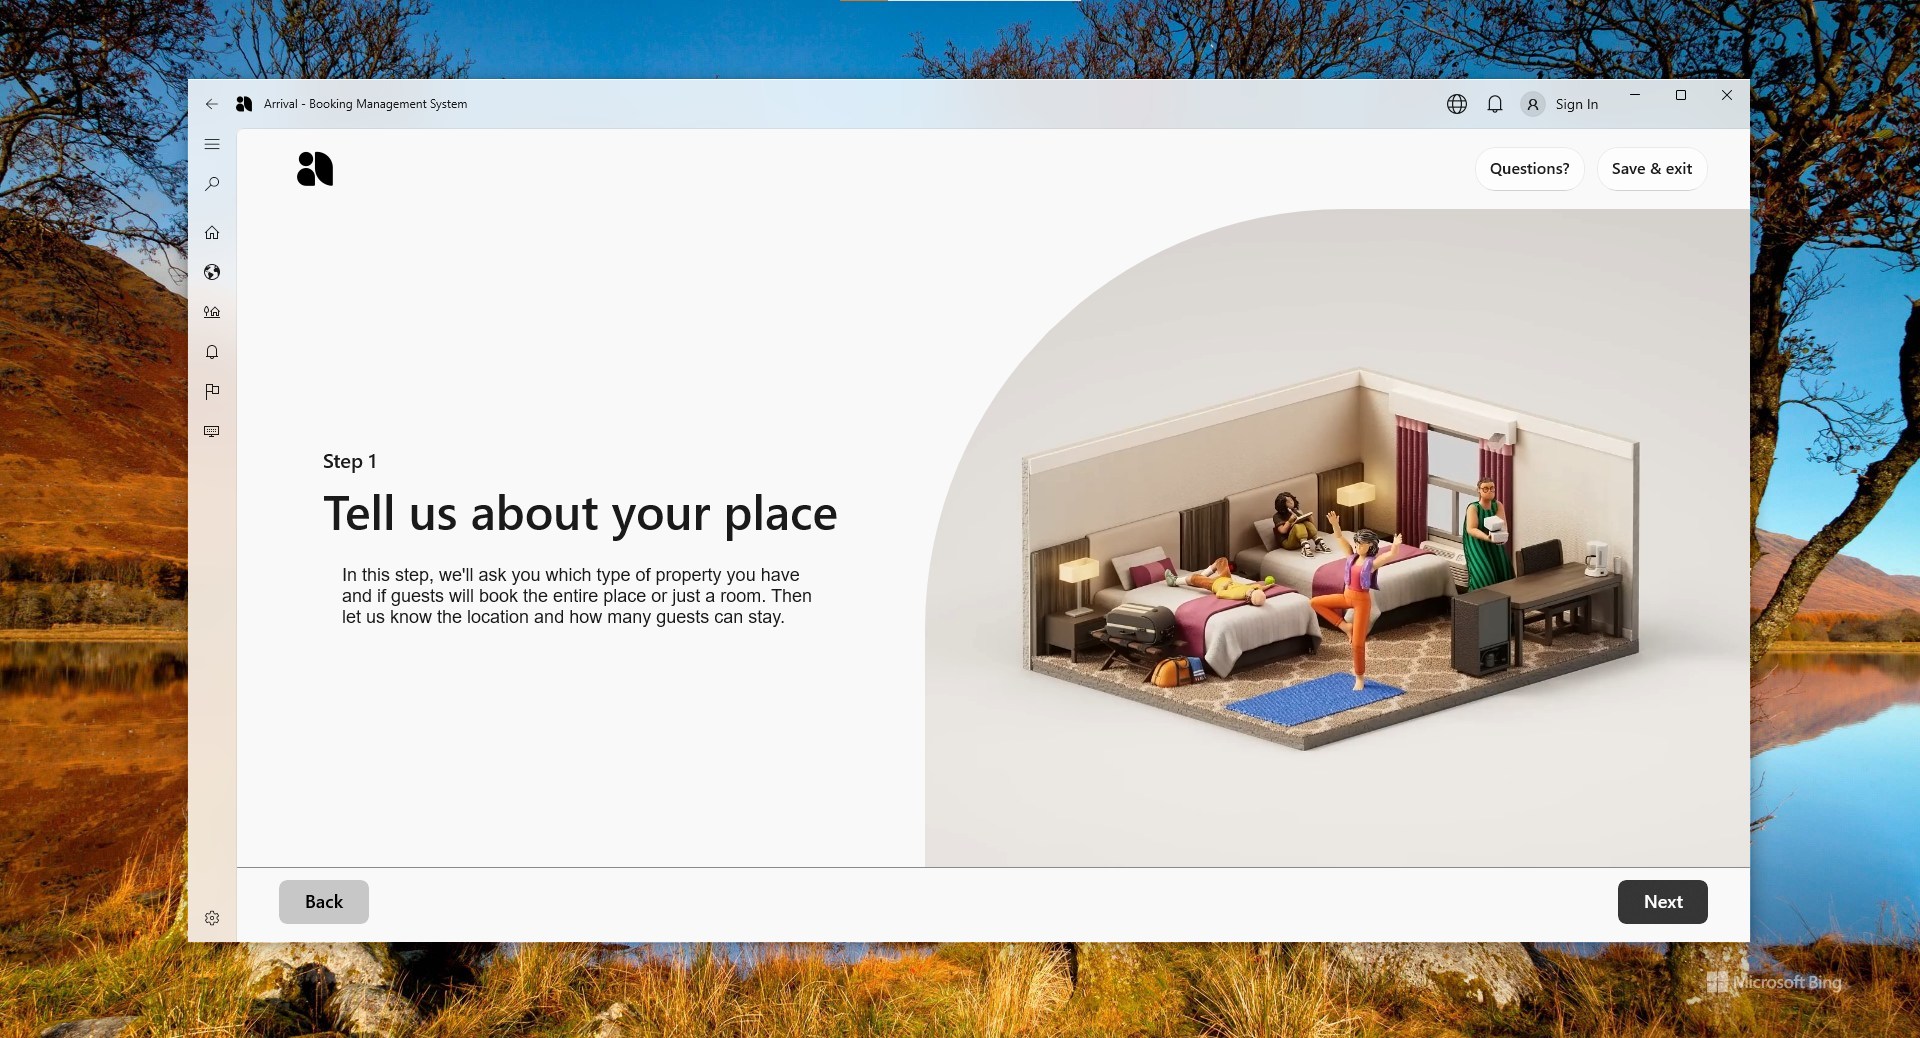 Arrival - Booking Management System
Sign In
Questions?
Save & exit
Step 1
Tell us about your place
In this step, we'll ask you which type of property you have
and if guests will book the entire place or just a room. Then
let us know the location and how many guests can stay.
Back
Next
Microsoft Bing